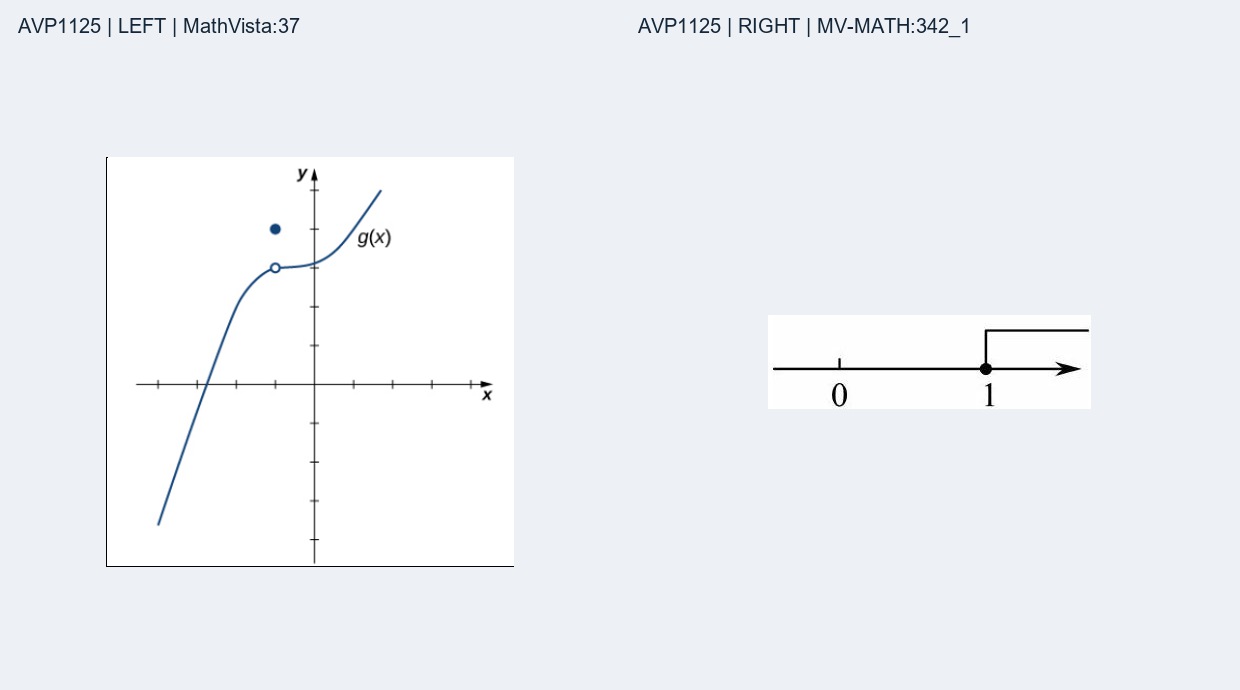 AVP1125 | LEFT | MathVista:37
AVP1125 | RIGHT | MV-MATH:342_1
y
g(x)
x
0 1